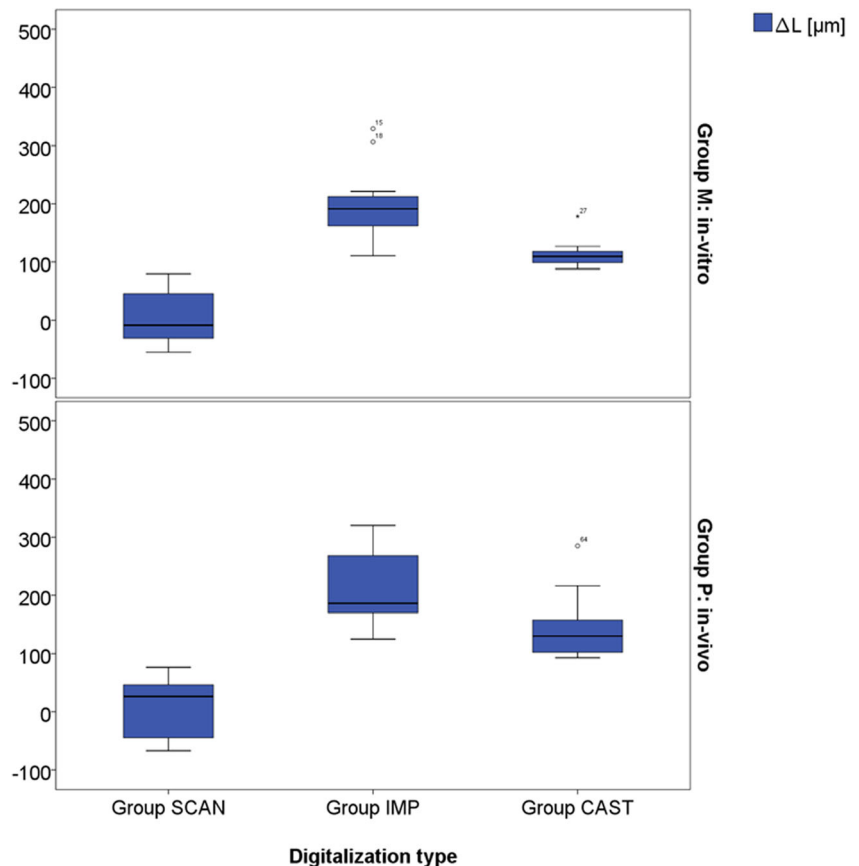 ΔL [µm]
500
400
300
200
100
0
-100
15
18
27
Group M: in-vitro
500
400
300
200
100
0
-100
64
Group P: in-vivo
Group SCAN
Group IMP
Group CAST
Digitalization type